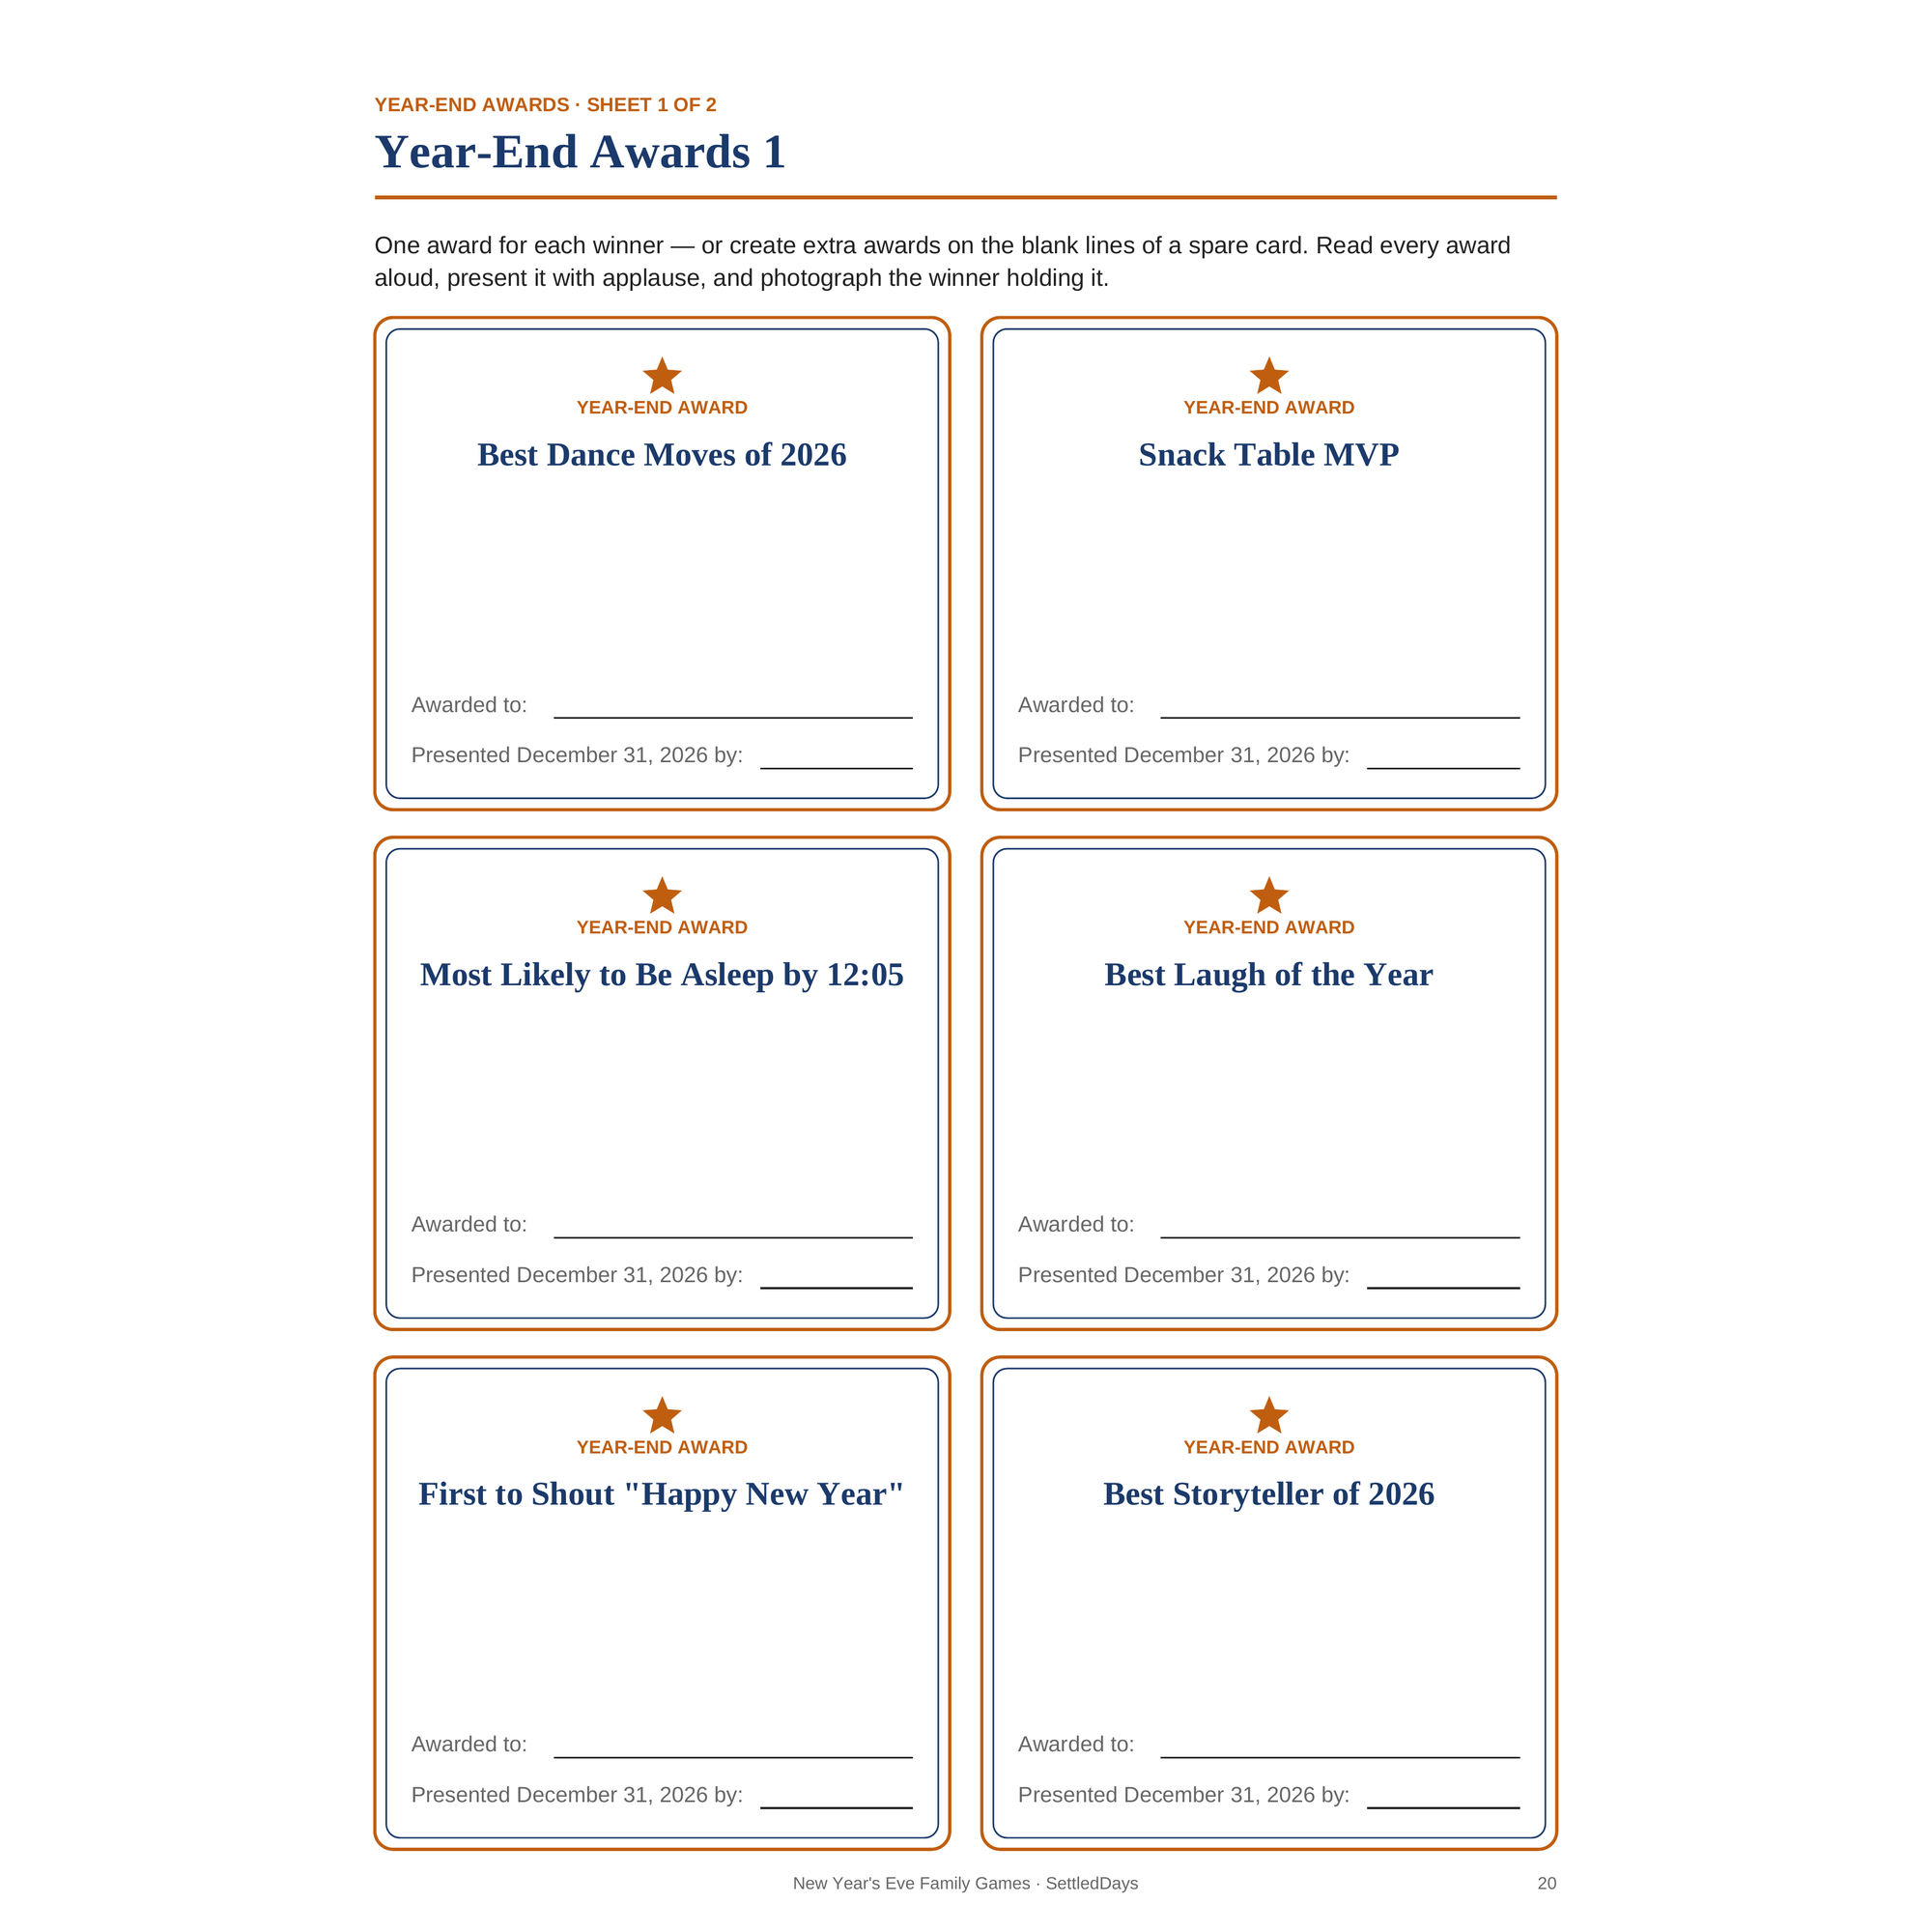 YEAR-END AWARDS · SHEET 1 OF 2
Year-End Awards 1
One award for each winner — or create extra awards on the blank lines of a spare card. Read every award
aloud, present it with applause, and photograph the winner holding it.
YEAR-END AWARD
Best Dance Moves of 2026
Awarded to:
Presented December 31, 2026 by:
YEAR-END AWARD
Snack Table MVP
Awarded to:
Presented December 31, 2026 by:
YEAR-END AWARD
Most Likely to Be Asleep by 12:05
Awarded to:
Presented December 31, 2026 by:
YEAR-END AWARD
Best Laugh of the Year
Awarded to:
Presented December 31, 2026 by:
YEAR-END AWARD
First to Shout "Happy New Year"
Awarded to:
Presented December 31, 2026 by:
YEAR-END AWARD
Best Storyteller of 2026
Awarded to:
Presented December 31, 2026 by:
New Year's Eve Family Games · SettledDays
20